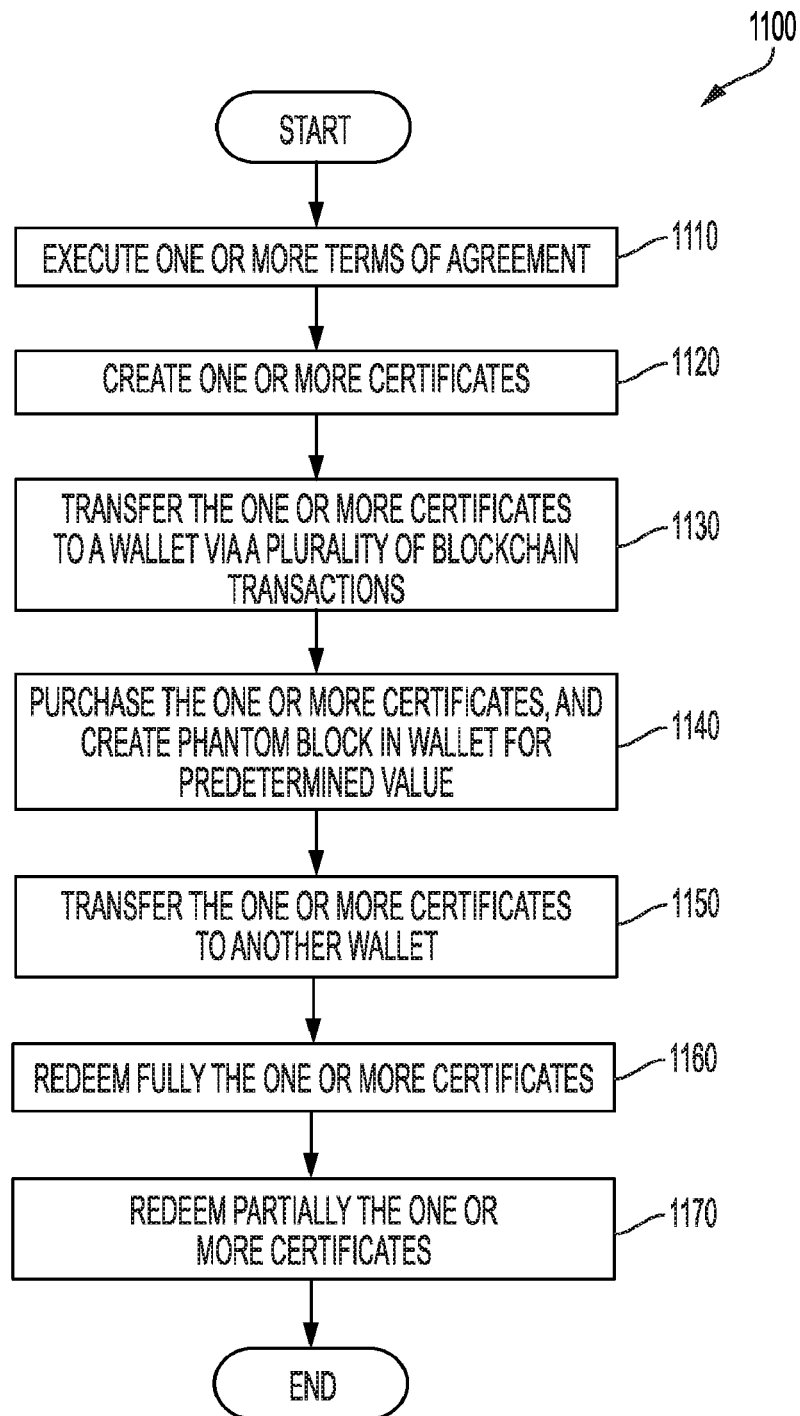 1100
START
EXECUTE ONE OR MORE TERMS OF AGREEMENT
1110
CREATE ONE OR MORE CERTIFICATES
1120
TRANSFER THE ONE OR MORE CERTIFICATES
TO A WALLET VIA A PLURALITY OF BLOCKCHAIN
TRANSACTIONS
1130
PURCHASE THE ONE OR MORE CERTIFICATES, AND
CREATE PHANTOM BLOCK IN WALLET FOR
PREDETERMINED VALUE
1140
TRANSFER THE ONE OR MORE CERTIFICATES
TO ANOTHER WALLET
1150
REDEEM FULLY THE ONE OR MORE CERTIFICATES
1160
REDEEM PARTIALLY THE ONE OR
MORE CERTIFICATES
1170
END